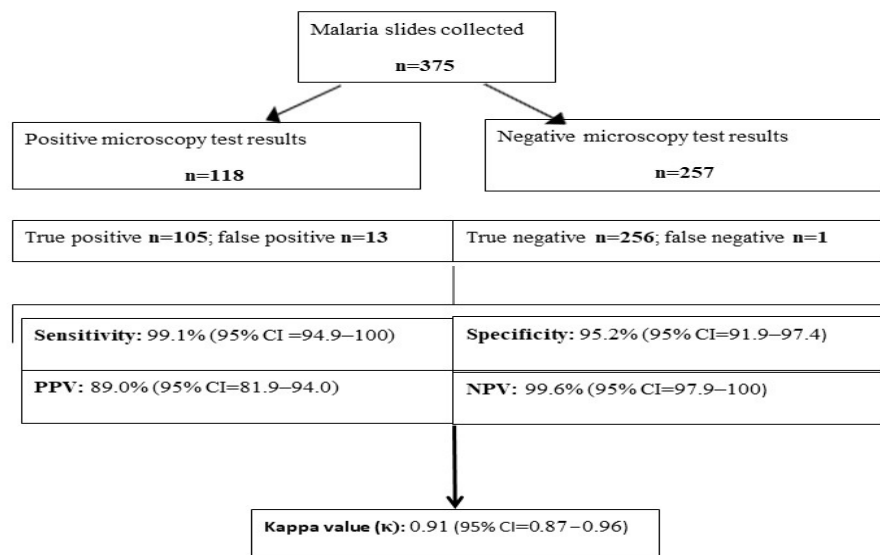 Malaria slides collected
n=375
Positive microscopy test results
n=118
Negative microscopy test results
n=257
True positive n=105; false positive n=13
True negative n=256; false negative n=1
Sensitivity: 99.1% (95% CI =94.9–100)
Specificity: 95.2% (95% CI=91.9–97.4)
PPV: 89.0% (95% CI=81.9–94.0)
NPV: 99.6% (95% CI=97.9–100)
Kappa value (κ): 0.91 (95% CI=0.87–0.96)